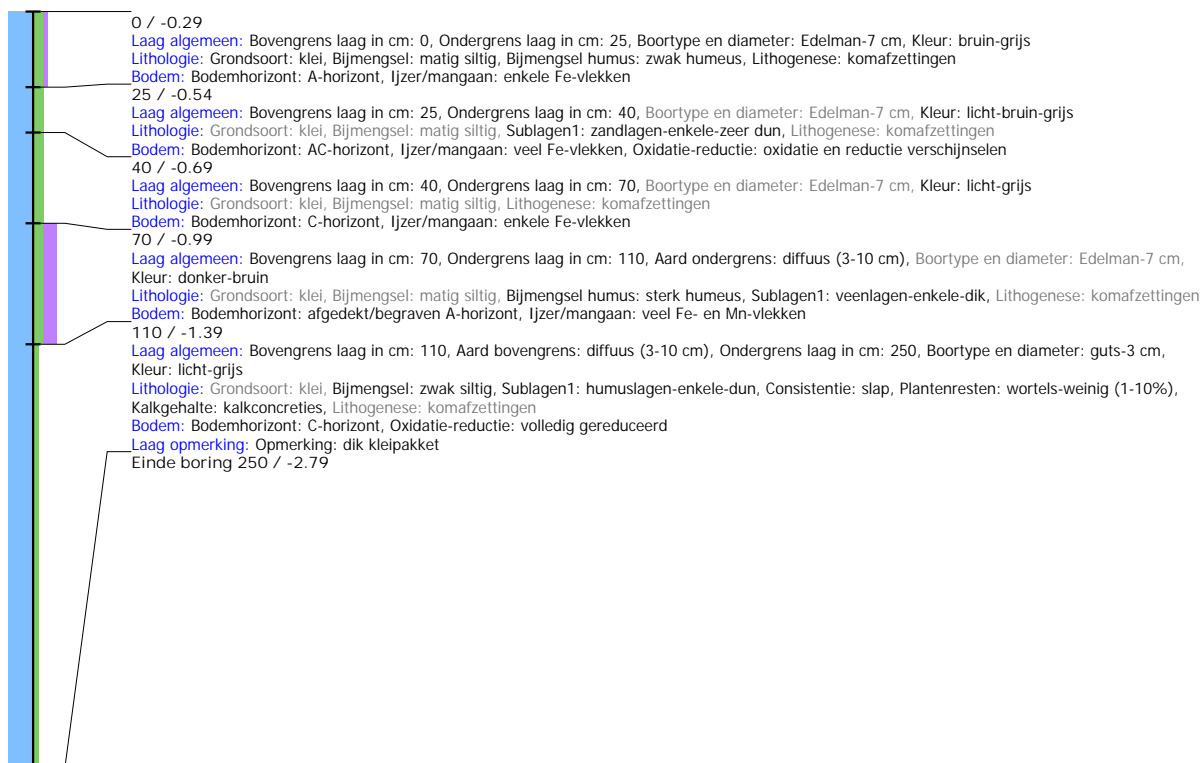 0 / -0.29
Laag algemeen: Bovengrens laag in cm: 0, Ondergrens laag in cm: 25, Boortype en diameter: Edelman-7 cm, Kleur: bruin-grijs
Lithologie: Grondsoort: klei, Bijmengsel: matig siltig, Bijmengsel humus: zwak humeus, Lithogenese: komafzettingen
Bodem: Bodemhorizont: A-horizont, Ijzer/mangaan: enkele Fe-vlekken
25 / -0.54
Laag algemeen: Bovengrens laag in cm: 25, Ondergrens laag in cm: 40, Boortype en diameter: Edelman-7 cm, Kleur: licht-bruin-grijs
Lithologie: Grondsoort: klei, Bijmengsel: matig siltig, Sublagen1: zandlagen-enkele-zeer dun, Lithogenese: komafzettingen
Bodem: Bodemhorizont: AC-horizont, Ijzer/mangaan: veel Fe-vlekken, Oxidatie-reductie: oxidatie en reductie verschijnselen
40 / -0.69
Laag algemeen: Bovengrens laag in cm: 40, Ondergrens laag in cm: 70, Boortype en diameter: Edelman-7 cm, Kleur: licht-grijs
Lithologie: Grondsoort: klei, Bijmengsel: matig siltig, Lithogenese: komafzettingen
Bodem: Bodemhorizont: C-horizont, Ijzer/mangaan: enkele Fe-vlekken
70 / -0.99
Laag algemeen: Bovengrens laag in cm: 70, Ondergrens laag in cm: 110, Aard ondergrens: diffuus (3-10 cm), Boortype en diameter: Edelman-7 cm,
Kleur: donker-bruin
Lithologie: Grondsoort: klei, Bijmengsel: matig siltig, Bijmengsel humus: sterk humeus, Sublagen1: veenlagen-enkele-dik, Lithogenese: komafzettingen
Bodem: Bodemhorizont: afgedekt/begraven A-horizont, Ijzer/mangaan: veel Fe- en Mn-vlekken
110 / -1.39
Laag algemeen: Bovengrens laag in cm: 110, Aard bovengrens: diffuus (3-10 cm), Ondergrens laag in cm: 250, Boortype en diameter: guts-3 cm,
Kleur: licht-grijs
Lithologie: Grondsoort: klei, Bijmengsel: zwak siltig, Sublagen1: humuslagen-enkele-dun, Consistentie: slap, Plantenresten: wortels-weinig (1-10%),
Kalkgehalte: kalkconcreties, Lithogenese: komafzettingen
Bodem: Bodemhorizont: C-horizont, Oxidatie-reductie: volledig gereduceerd
Laag opmerking: Opmerking: dik kleipakket
Einde boring 250 / -2.79